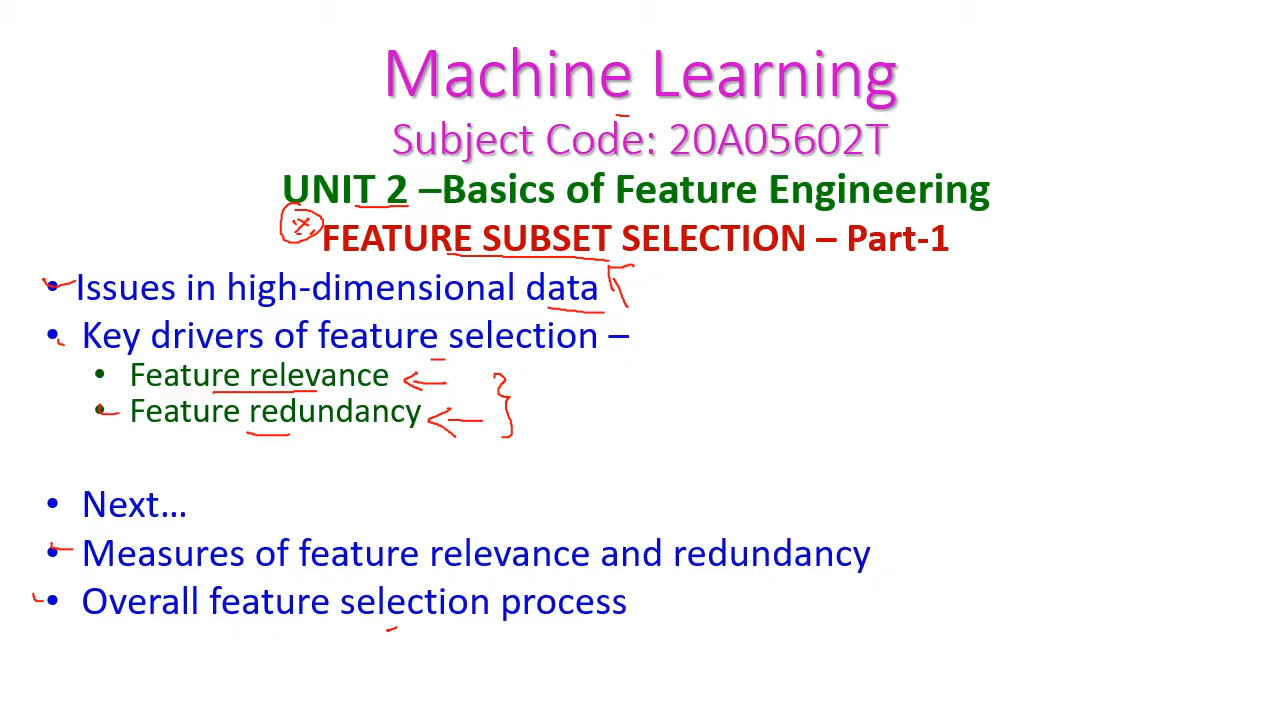 Machine Learning
Subject Code: 20A05602T
UNIT 2 –Basics of Feature Engineering
FEATURE SUBSET SELECTION – Part-1
• Issues in high-dimensional data
• Key drivers of feature selection –
• Feature relevance
• Feature redundancy
• Next...
• Measures of feature relevance and redundancy
• Overall feature selection process